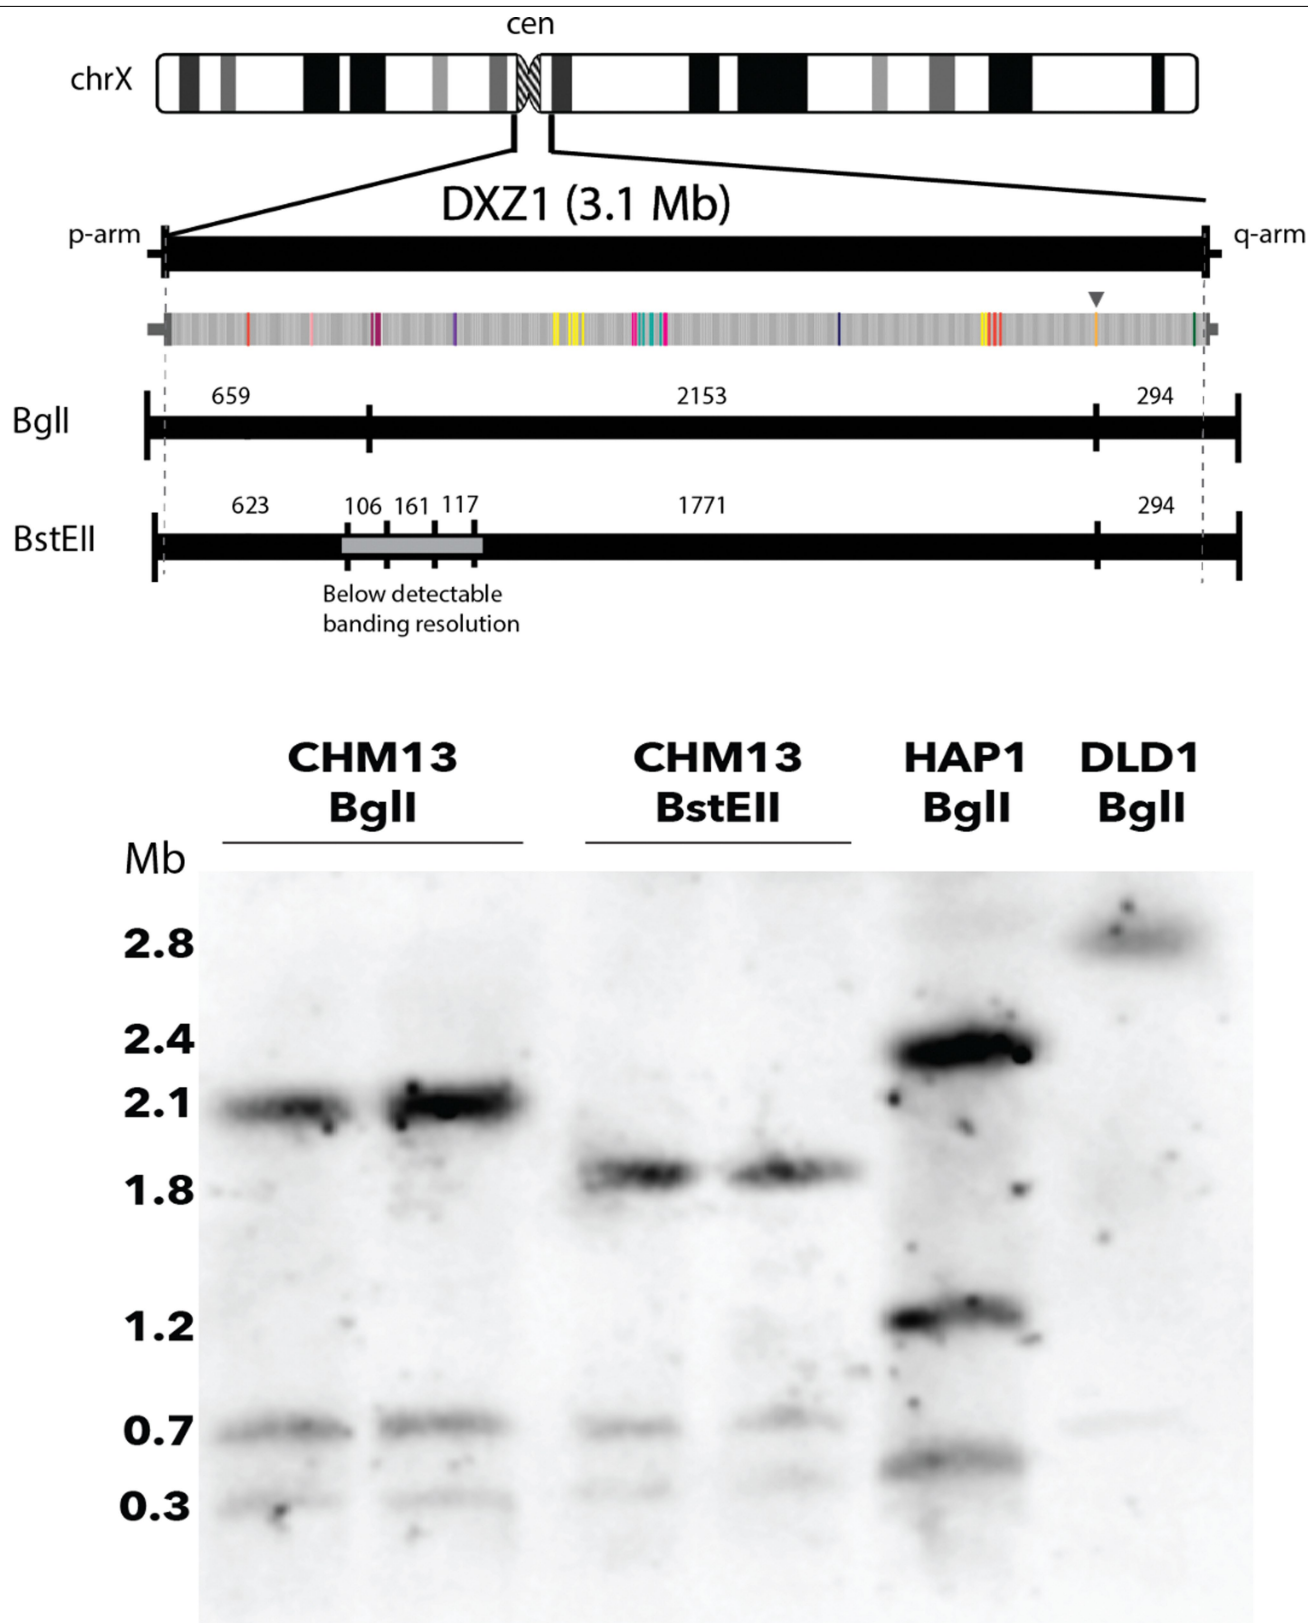 cen
chrX
DXZ1 (3.1 Mb)
p-arm
q-arm
659 2153 294
BglI
623 106 161 117 1771 294
BstEII
Below detectable
banding resolution
CHM13 CHM13 HAP1 DLD1
BglI BstEII BglI BglI
Mb
2.8
2.4
2.1
1.8
1.2
0.7
0.3